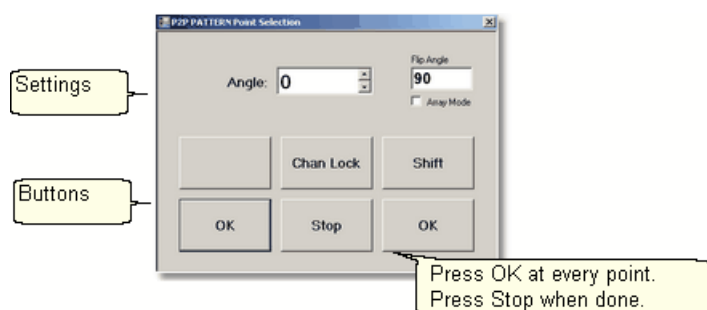 P2P PATTERN Point Selection
Settings
Angle: 0
Flip Angle
90
Array Mode
Chan Lock
Shift
Buttons
OK
Stop
OK
Press OK at every point.
Press Stop when done.